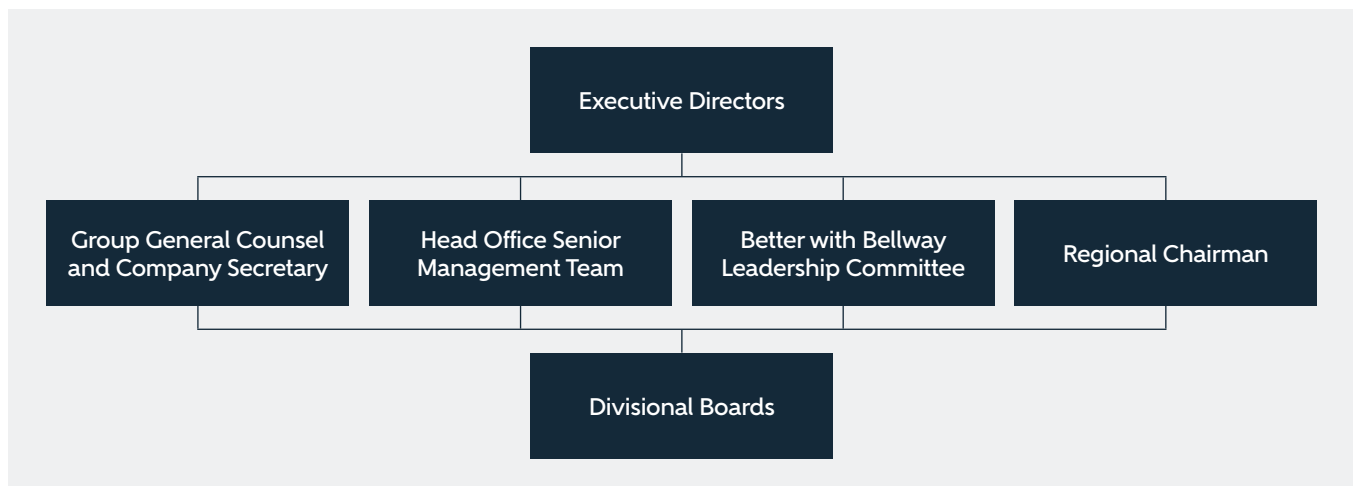 Executive Directors
Group General Counsel
and Company Secretary
Head Office Senior
Management Team
Better with Bellway
Leadership Committee
Regional Chairman
Divisional Boards